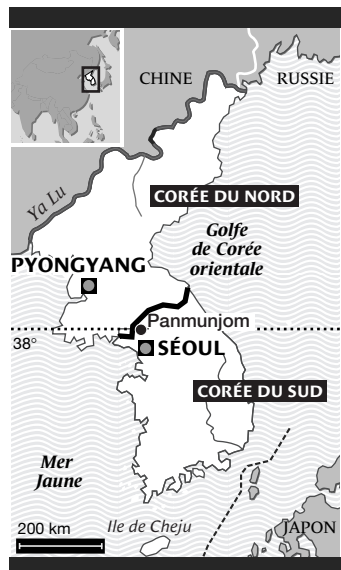 CHINE
RUSSIE
Ya Lu
CORÉE DU NORD
Golfe
de Corée
orientale
PYONGYANG
Panmunjom
38°
SÉOUL
CORÉE DU SUD
Mer
Jaune
200 km
Ile de Cheju
JAPON